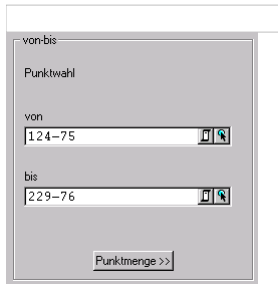 von-bis
Punktwahl
von
124-75
bis
229-76
Punktmenge >>